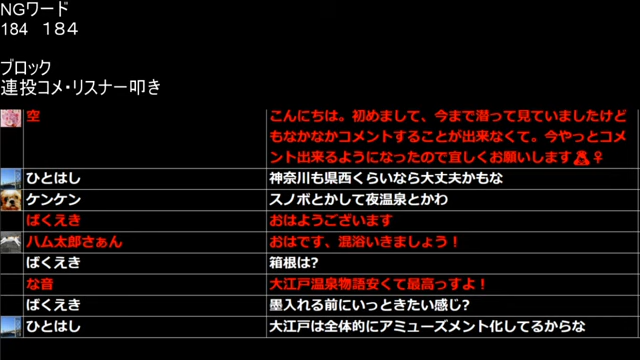 NGワード
184 １８４
ブロック
連投コメ・リスナー叩き
空 こんにちは。初めまして、今まで潜って見ていましたけど
もなかなかコメントすることが出来なくて。今やっとコメ
ント出来るようになったので宜しくお願いします🙇♀
ひとはし 神奈川も県西くらいなら大丈夫かもな
ケンケン スノボとかして夜温泉とかわ
ばくえき おはようございます
ハム太郎さぁん おはです、混浴いきましょう！
ばくえき 箱根は?
な音 大江戸温泉物語安くて最高っすよ！
ばくえき 墨入れる前にいっときたい感じ?
ひとはし 大江戸は全体的にアミューズメント化してるからな